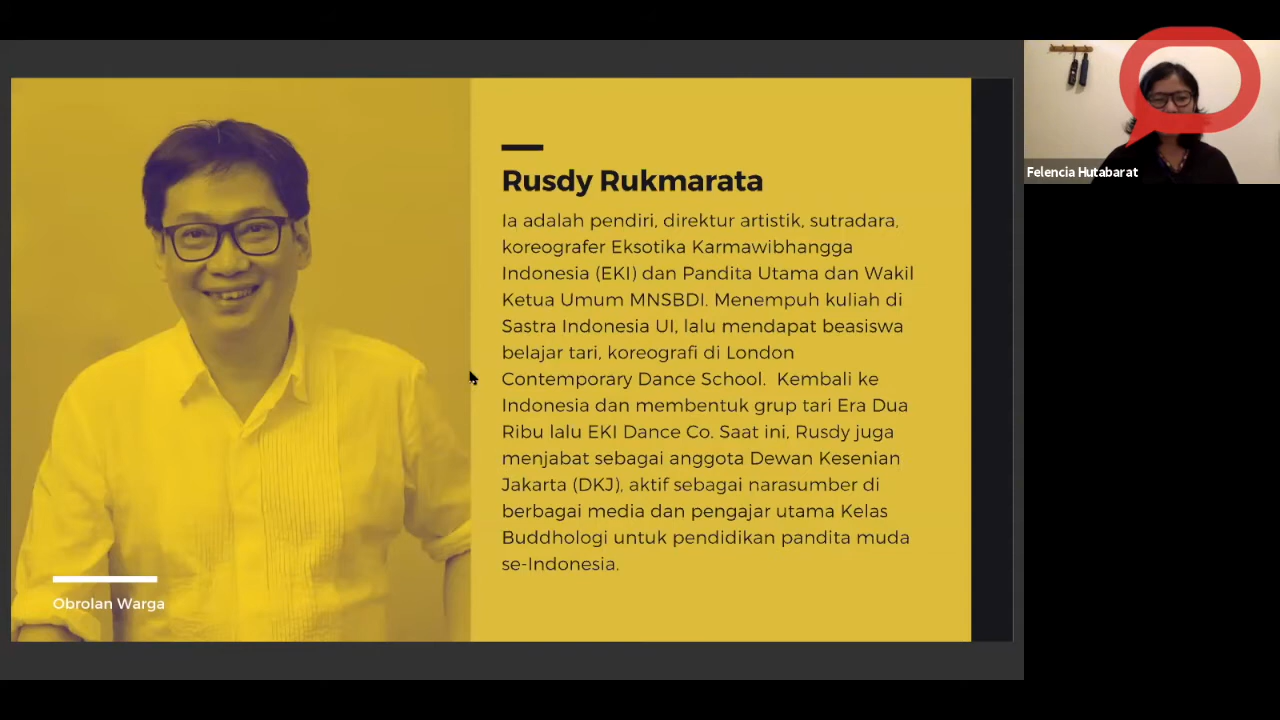 Rusdy Rukmarata
Ia adalah pendiri, direktur artistik, sutradara,
koreografer Eksotika Karmawibhangga
Indonesia (EKI) dan Pandita Utama dan Wakil
Ketua Umum MNSBDI. Menempuh kuliah di
Sastra Indonesia UI, lalu mendapat beasiswa
belajar tari, koreografi di London
Contemporary Dance School.  Kembali ke
Indonesia dan membentuk grup tari Era Dua
Ribu lalu EKI Dance Co. Saat ini, Rusdy juga
menjabat sebagai anggota Dewan Kesenian
Jakarta (DKJ), aktif sebagai narasumber di
berbagai media dan pengajar utama Kelas
Buddhologi untuk pendidikan pandita muda
se-Indonesia.
Obrolan Warga
Felencia Hutabarat